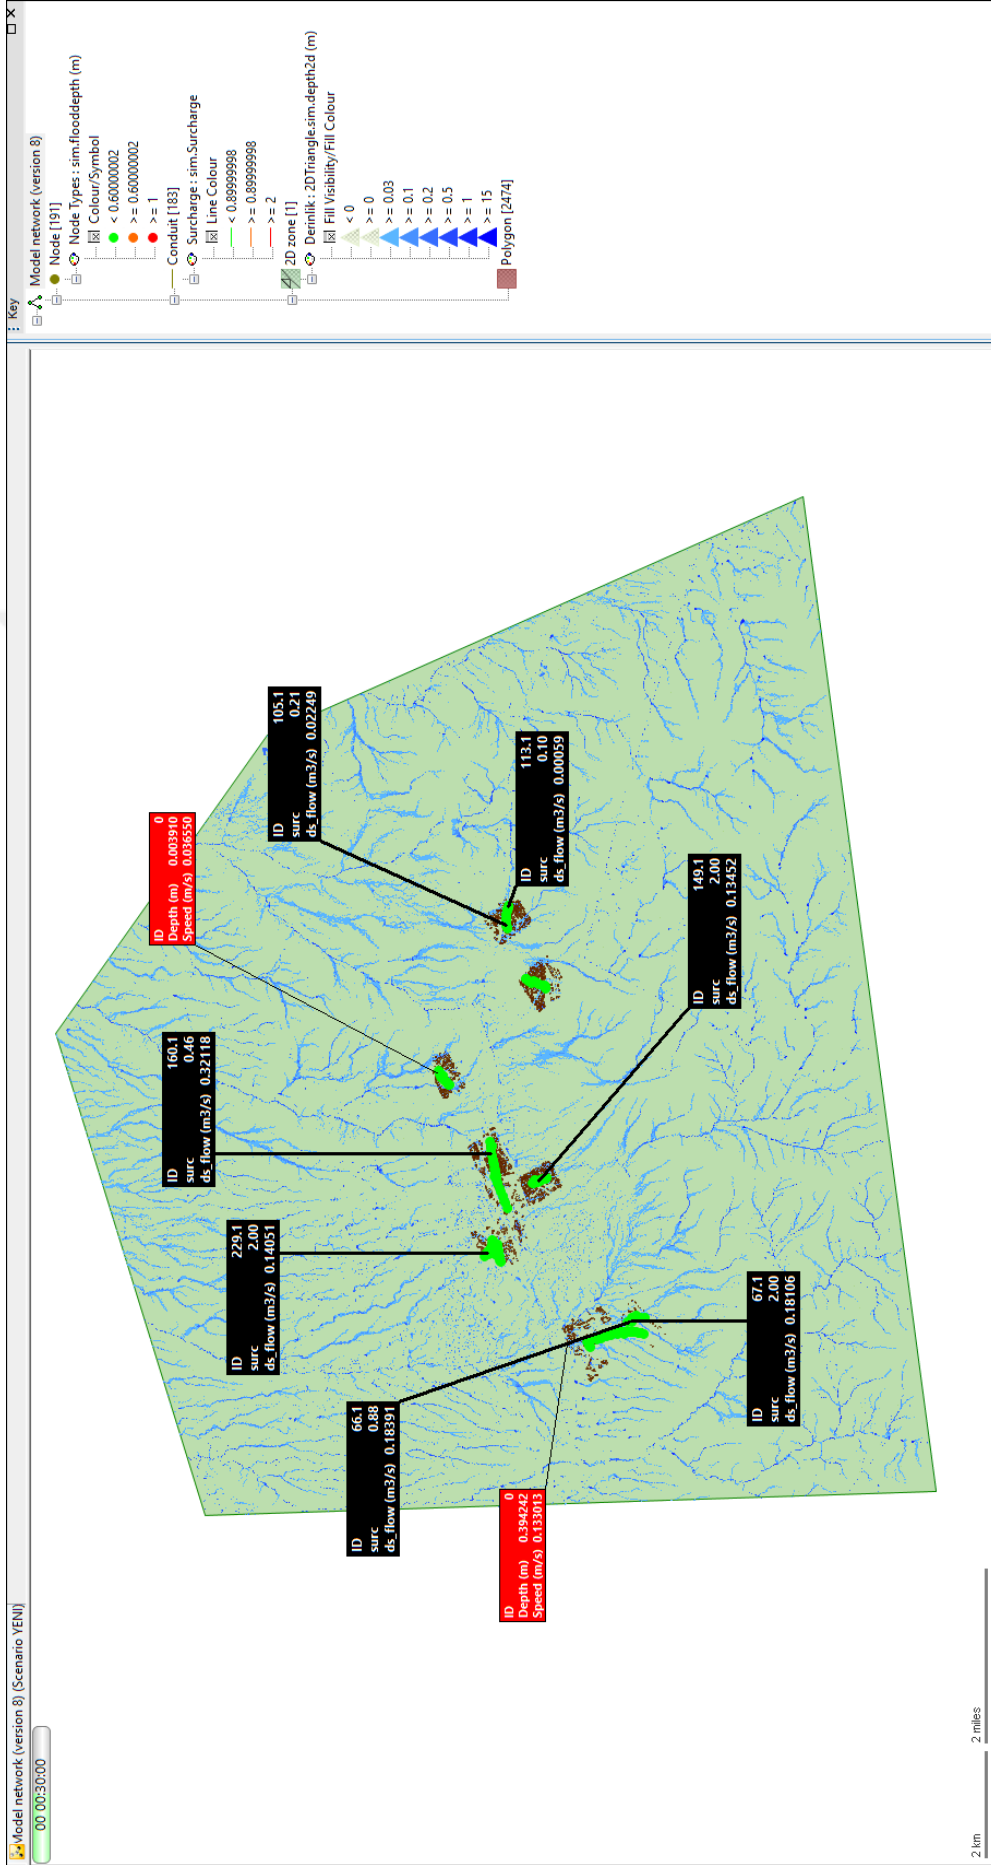 Model network (version 8) (Scenario YENI)
00 00:30:00
Key
Model network (version 8)
Node [191]
Node Types : sim.flooddepth (m)
Colour/Symbol
< 0.60000002
>= 0.60000002
>= 1
Conduit [183]
Surcharge : sim.Surcharge
Line Colour
< 0.89999998
>= 0.89999998
>= 2
2D zone [1]
Derinlik : 2DTriangle.sim.depth2d (m)
Fill Visibility/Fill Colour
< 0
>= 0
>= 0.03
>= 0.1
>= 0.2
>= 0.5
>= 1
>= 15
Polygon [2474]
ID 0
Depth (m) 0.003910
Speed (m/s) 0.036550
ID 160.1
surc 0.46
ds_flow (m3/s) 0.32118
ID 229.1
surc 2.00
ds_flow (m3/s) 0.14051
ID 105.1
surc 0.21
ds_flow (m3/s) 0.02249
ID 66.1
surc 0.88
ds_flow (m3/s) 0.18391
ID 0
Depth (m) 0.394242
Speed (m/s) 0.133013
ID 113.1
surc 0.10
ds_flow (m3/s) 0.00059
ID 149.1
surc 2.00
ds_flow (m3/s) 0.13452
ID 67.1
surc 2.00
ds_flow (m3/s) 0.18106
2 km
2 miles